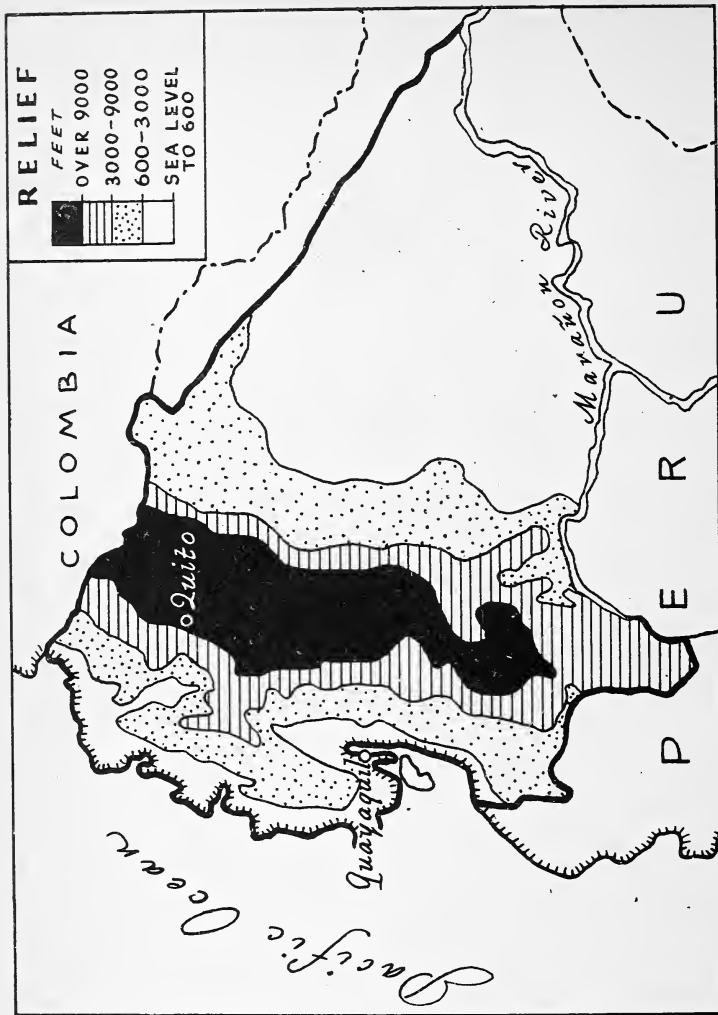 RELIEF
FEET
OVER 9000
3000-9000
600-3000
SEA LEVEL
TO 600
COLOMBIA
Quito
Guayaquil
Pacific Ocean
Marañon River
PERU